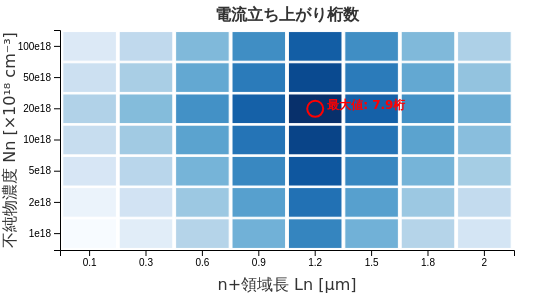 電流立ち上がり桁数
不純物濃度 Nn [×10¹⁸ cm⁻³]
100e18
50e18
20e18
10e18
5e18
2e18
1e18
最大値: 7.9桁
0.1 0.3 0.6 0.9 1.2 1.5 1.8 2
n+領域長 Ln [μm]